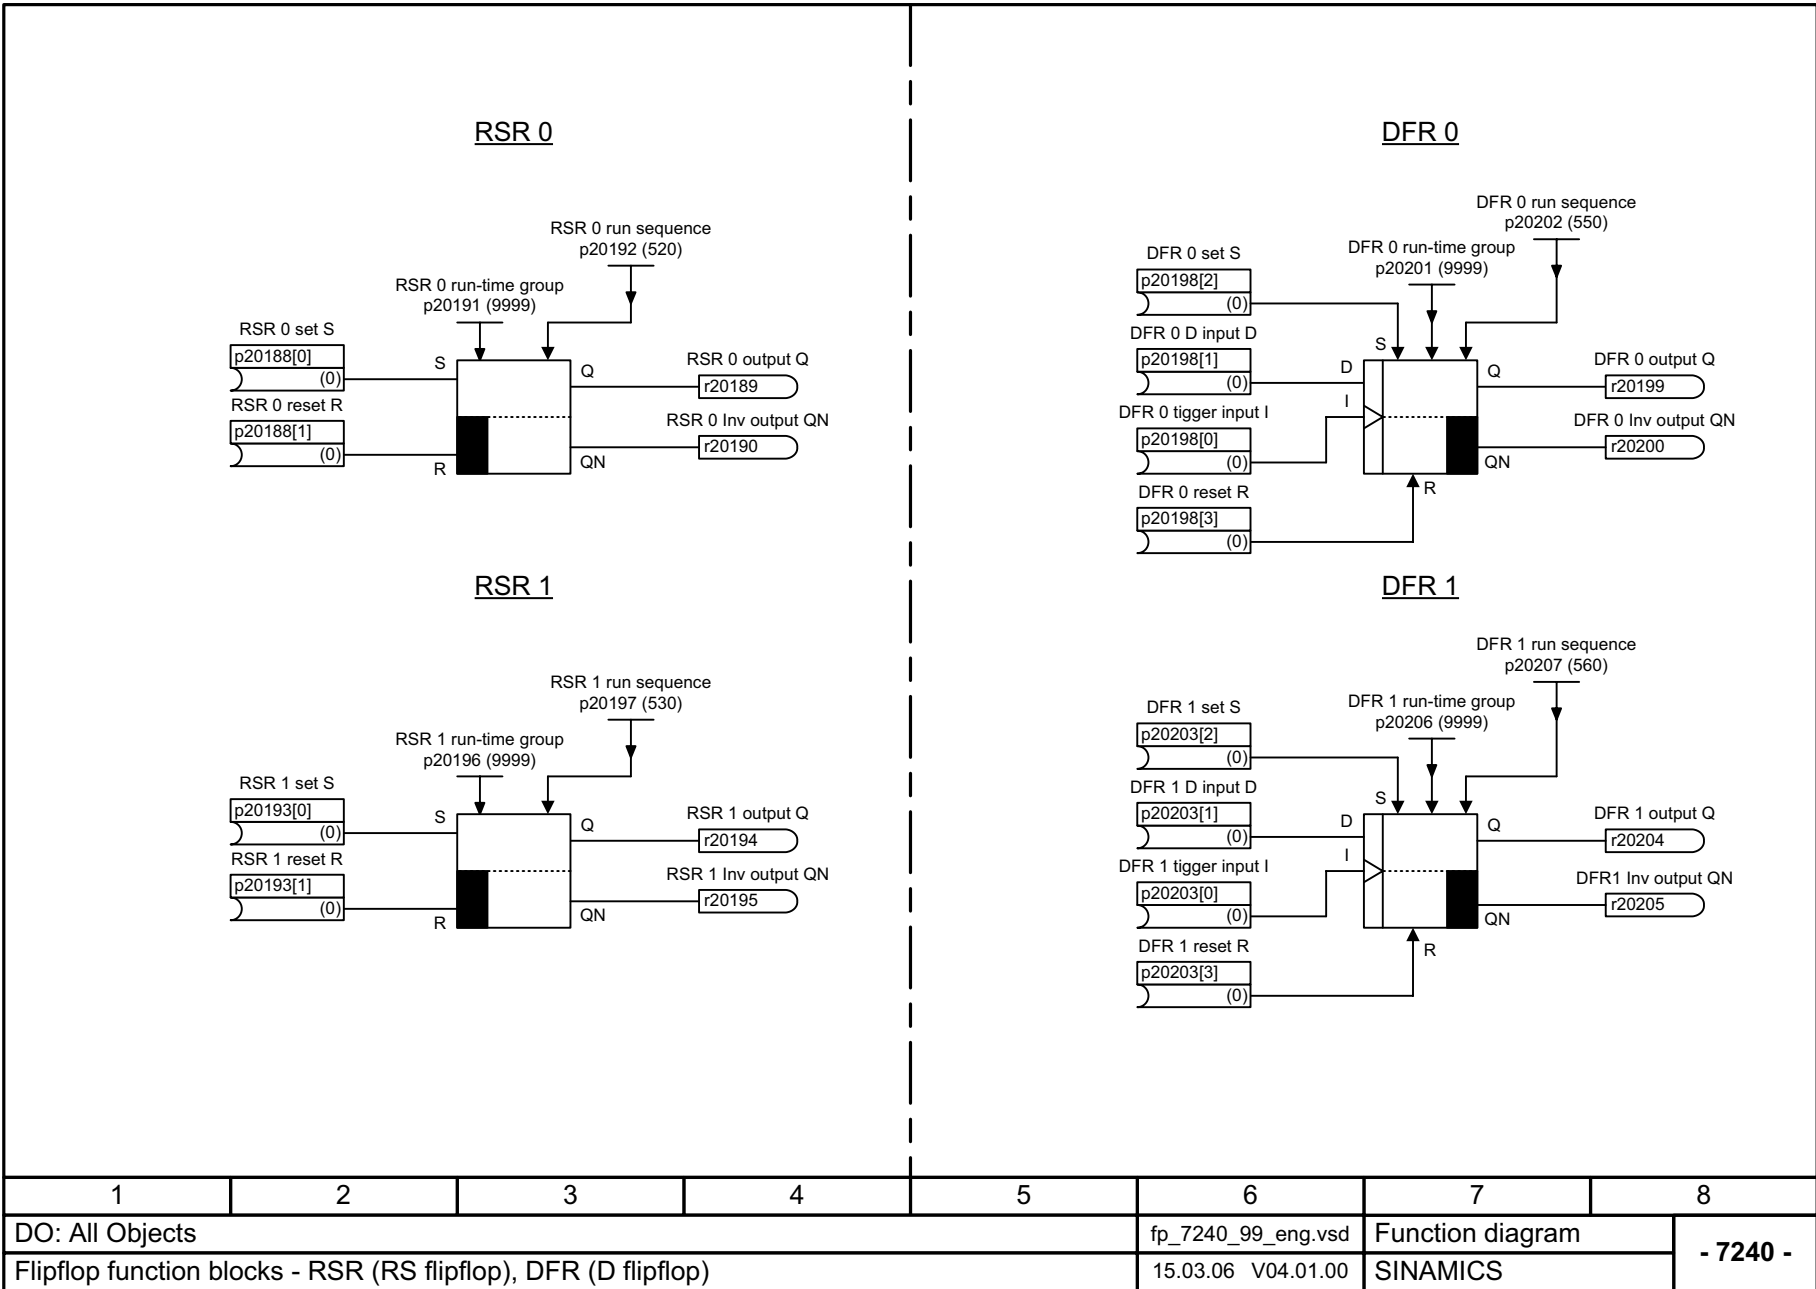 RSR 0
RSR 0 run sequence
p20192 (520)
RSR 0 run-time group
p20191 (9999)
RSR 0 set S
p20188[0]
(0)
RSR 0 reset R
p20188[1]
(0)
S
R
Q
QN
RSR 0 output Q
r20189
RSR 0 Inv output QN
r20190
RSR 1
RSR 1 run sequence
p20197 (530)
RSR 1 run-time group
p20196 (9999)
RSR 1 set S
p20193[0]
(0)
RSR 1 reset R
p20193[1]
(0)
S
R
Q
QN
RSR 1 output Q
r20194
RSR 1 Inv output QN
r20195
DFR 0
DFR 0 run sequence
p20202 (550)
DFR 0 run-time group
p20201 (9999)
DFR 0 set S
p20198[2]
(0)
DFR 0 D input D
p20198[1]
(0)
DFR 0 tigger input I
p20198[0]
(0)
DFR 0 reset R
p20198[3]
(0)
S
D
I
R
Q
QN
DFR 0 output Q
r20199
DFR 0 Inv output QN
r20200
DFR 1
DFR 1 run sequence
p20207 (560)
DFR 1 run-time group
p20206 (9999)
DFR 1 set S
p20203[2]
(0)
DFR 1 D input D
p20203[1]
(0)
DFR 1 tigger input I
p20203[0]
(0)
DFR 1 reset R
p20203[3]
(0)
S
D
I
R
Q
QN
DFR 1 output Q
r20204
DFR1 Inv output QN
r20205
1 2 3 4 5 6 7 8
DO: All Objects
fp_7240_99_eng.vsd
Function diagram
- 7240 -
Flipflop function blocks - RSR (RS flipflop), DFR (D flipflop)
15.03.06 V04.01.00
SINAMICS